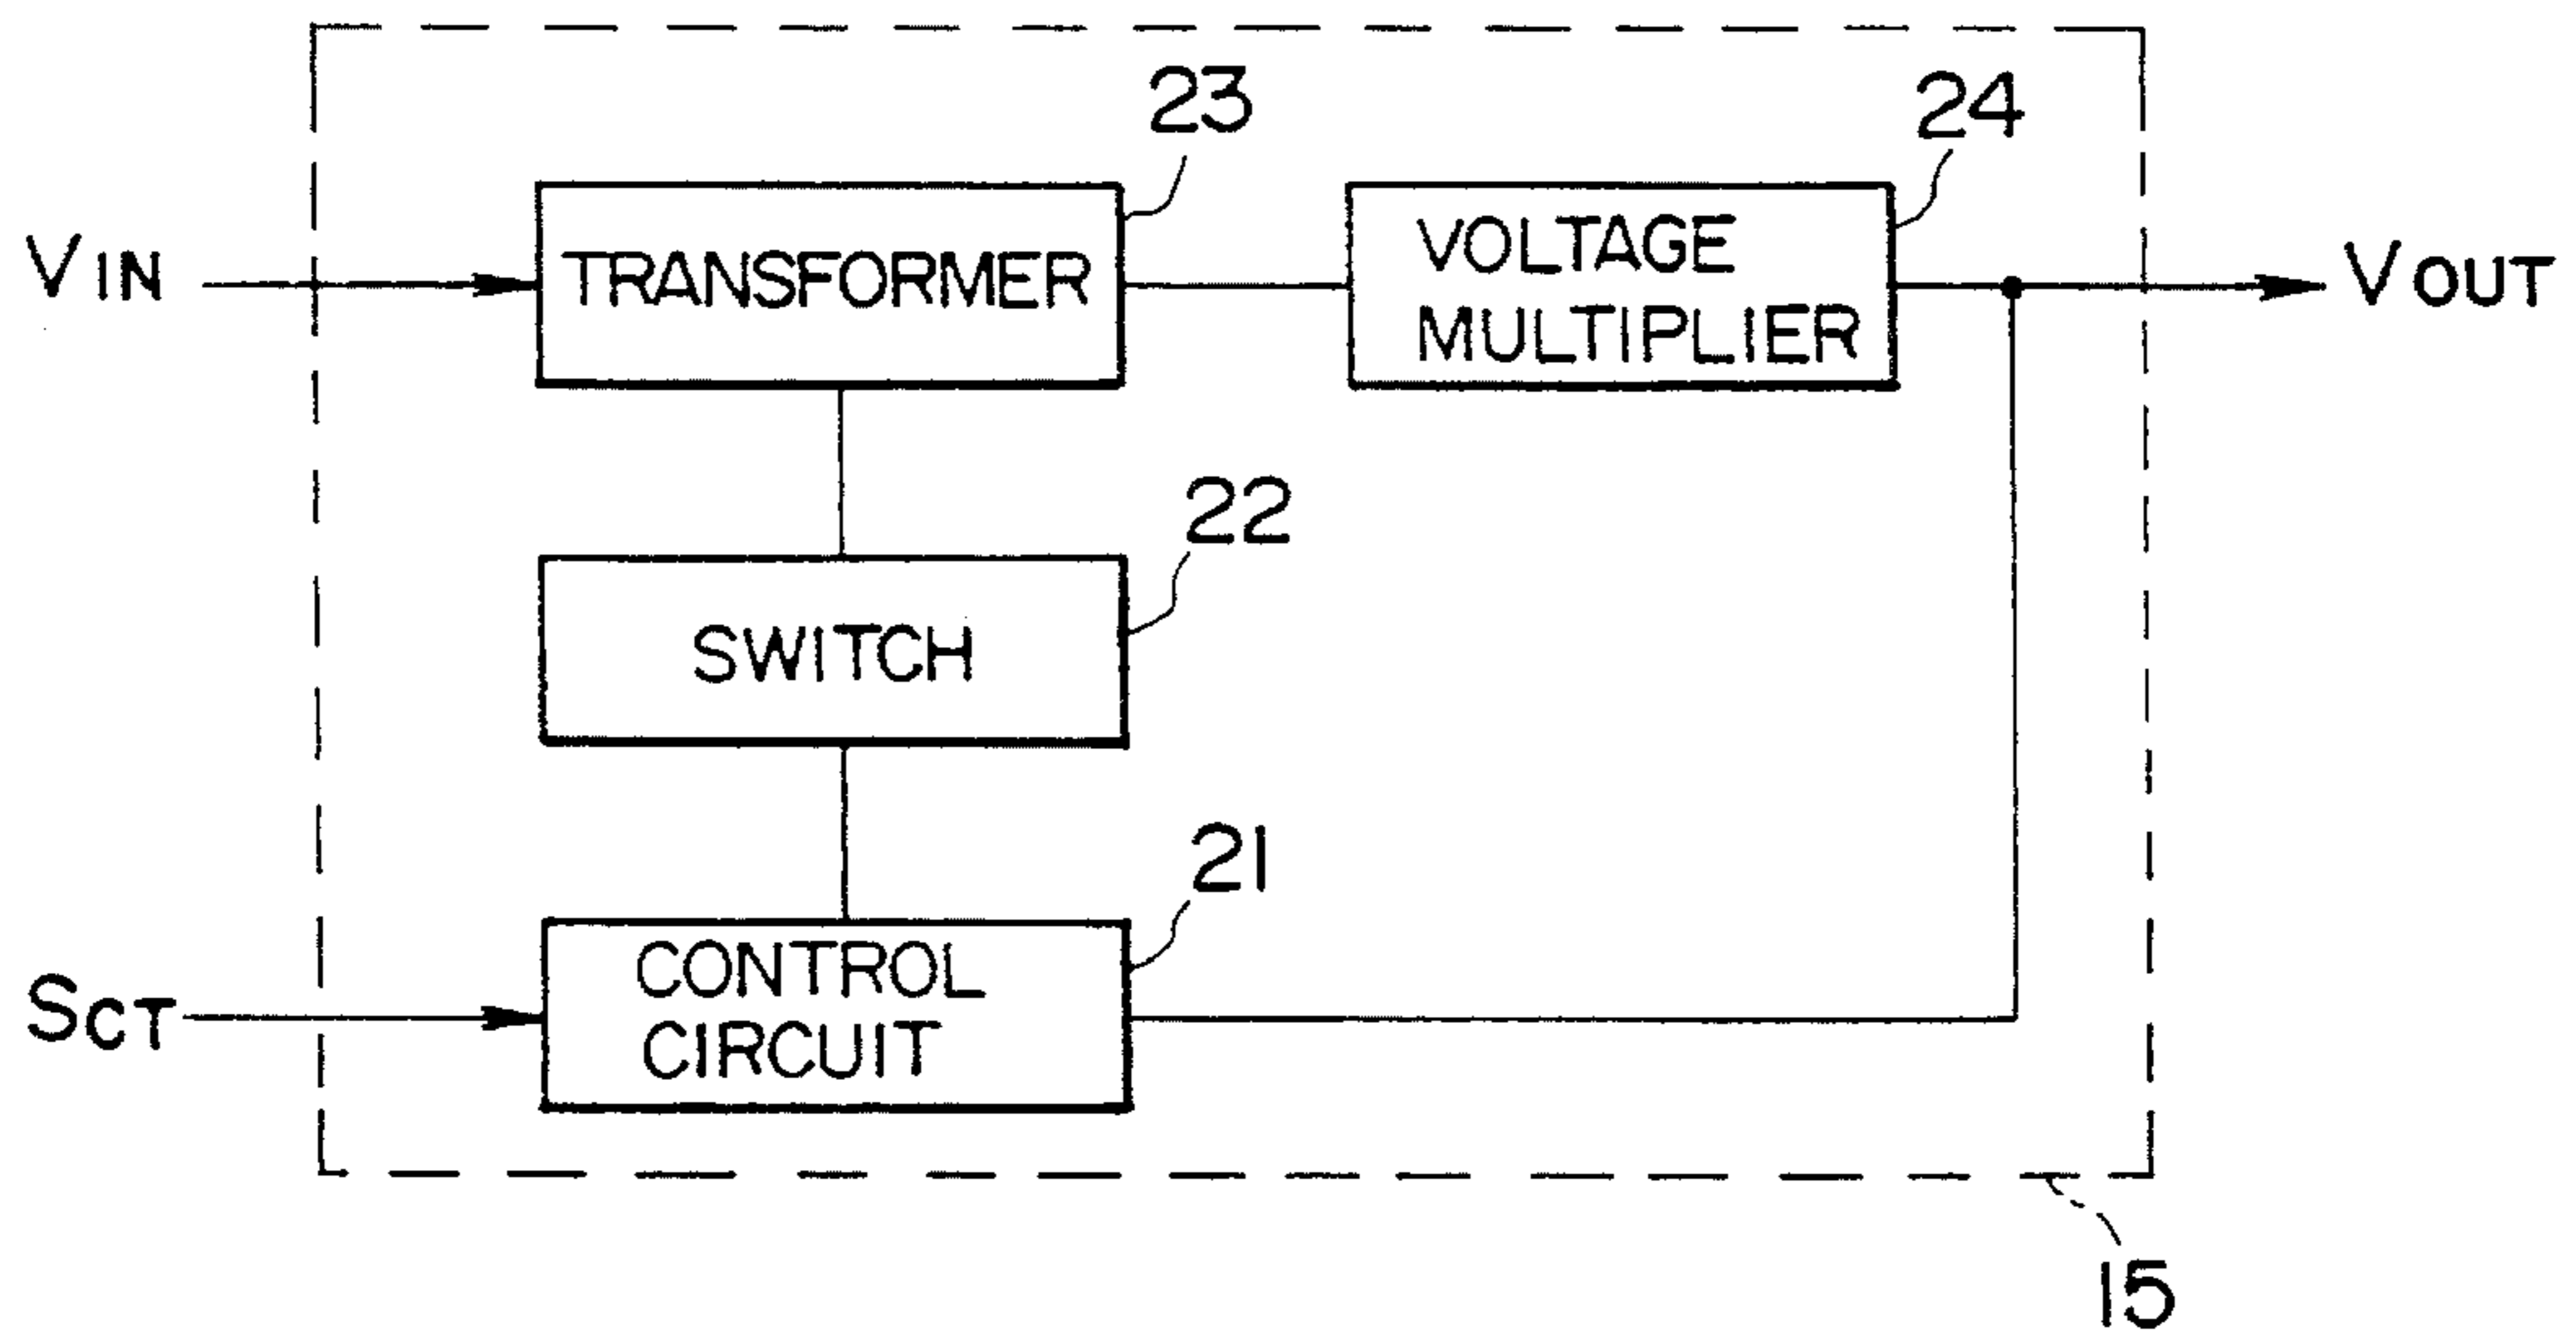 23
24
VIN
TRANSFORMER
VOLTAGE
MULTIPLIER
VOUT
22
SWITCH
21
SCT
CONTROL
CIRCUIT
15